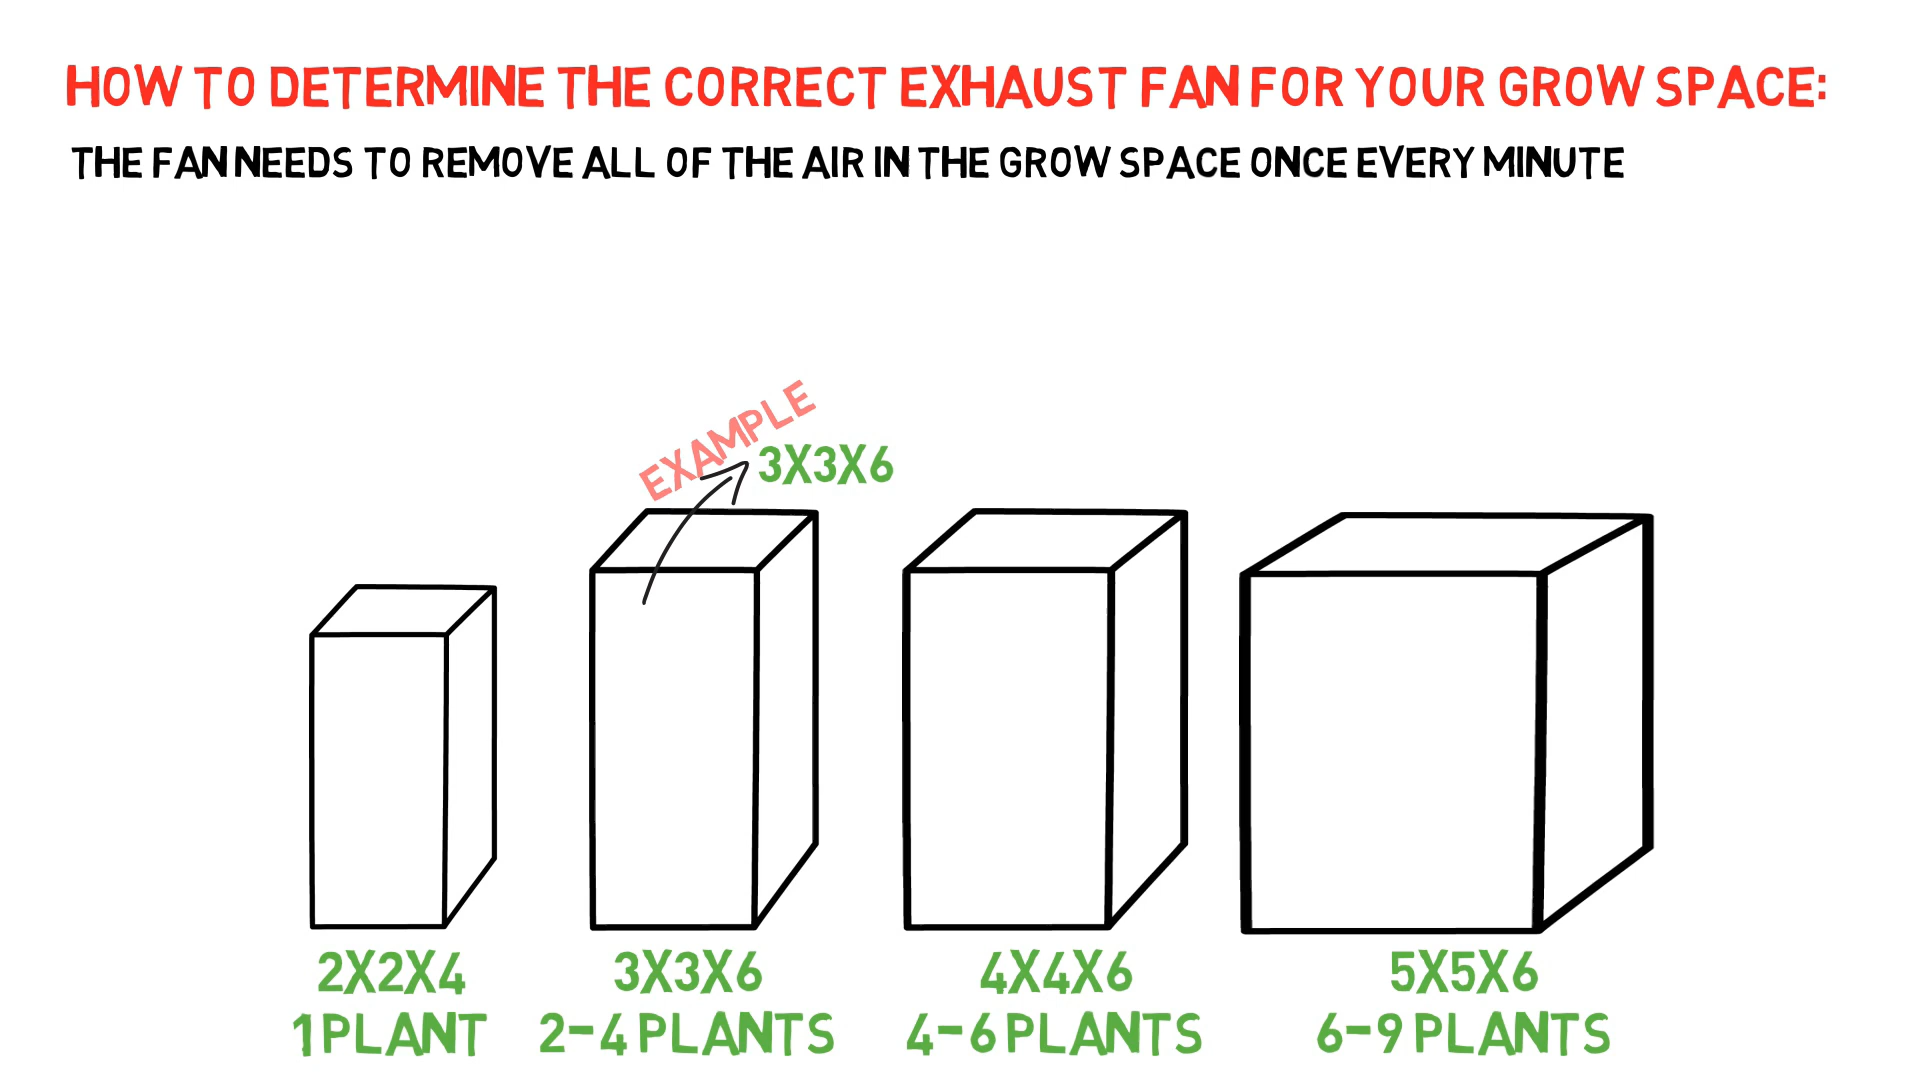 HOW TO DETERMINE THE CORRECT EXHAUST FAN FOR YOUR GROW SPACE:
THE FAN NEEDS TO REMOVE ALL OF THE AIR IN THE GROW SPACE ONCE EVERY MINUTE
EXAMPLE
3X3X6
2X2X4
1 PLANT
3X3X6
2-4 PLANTS
4X4X6
4-6 PLANTS
5X5X6
6-9 PLANTS